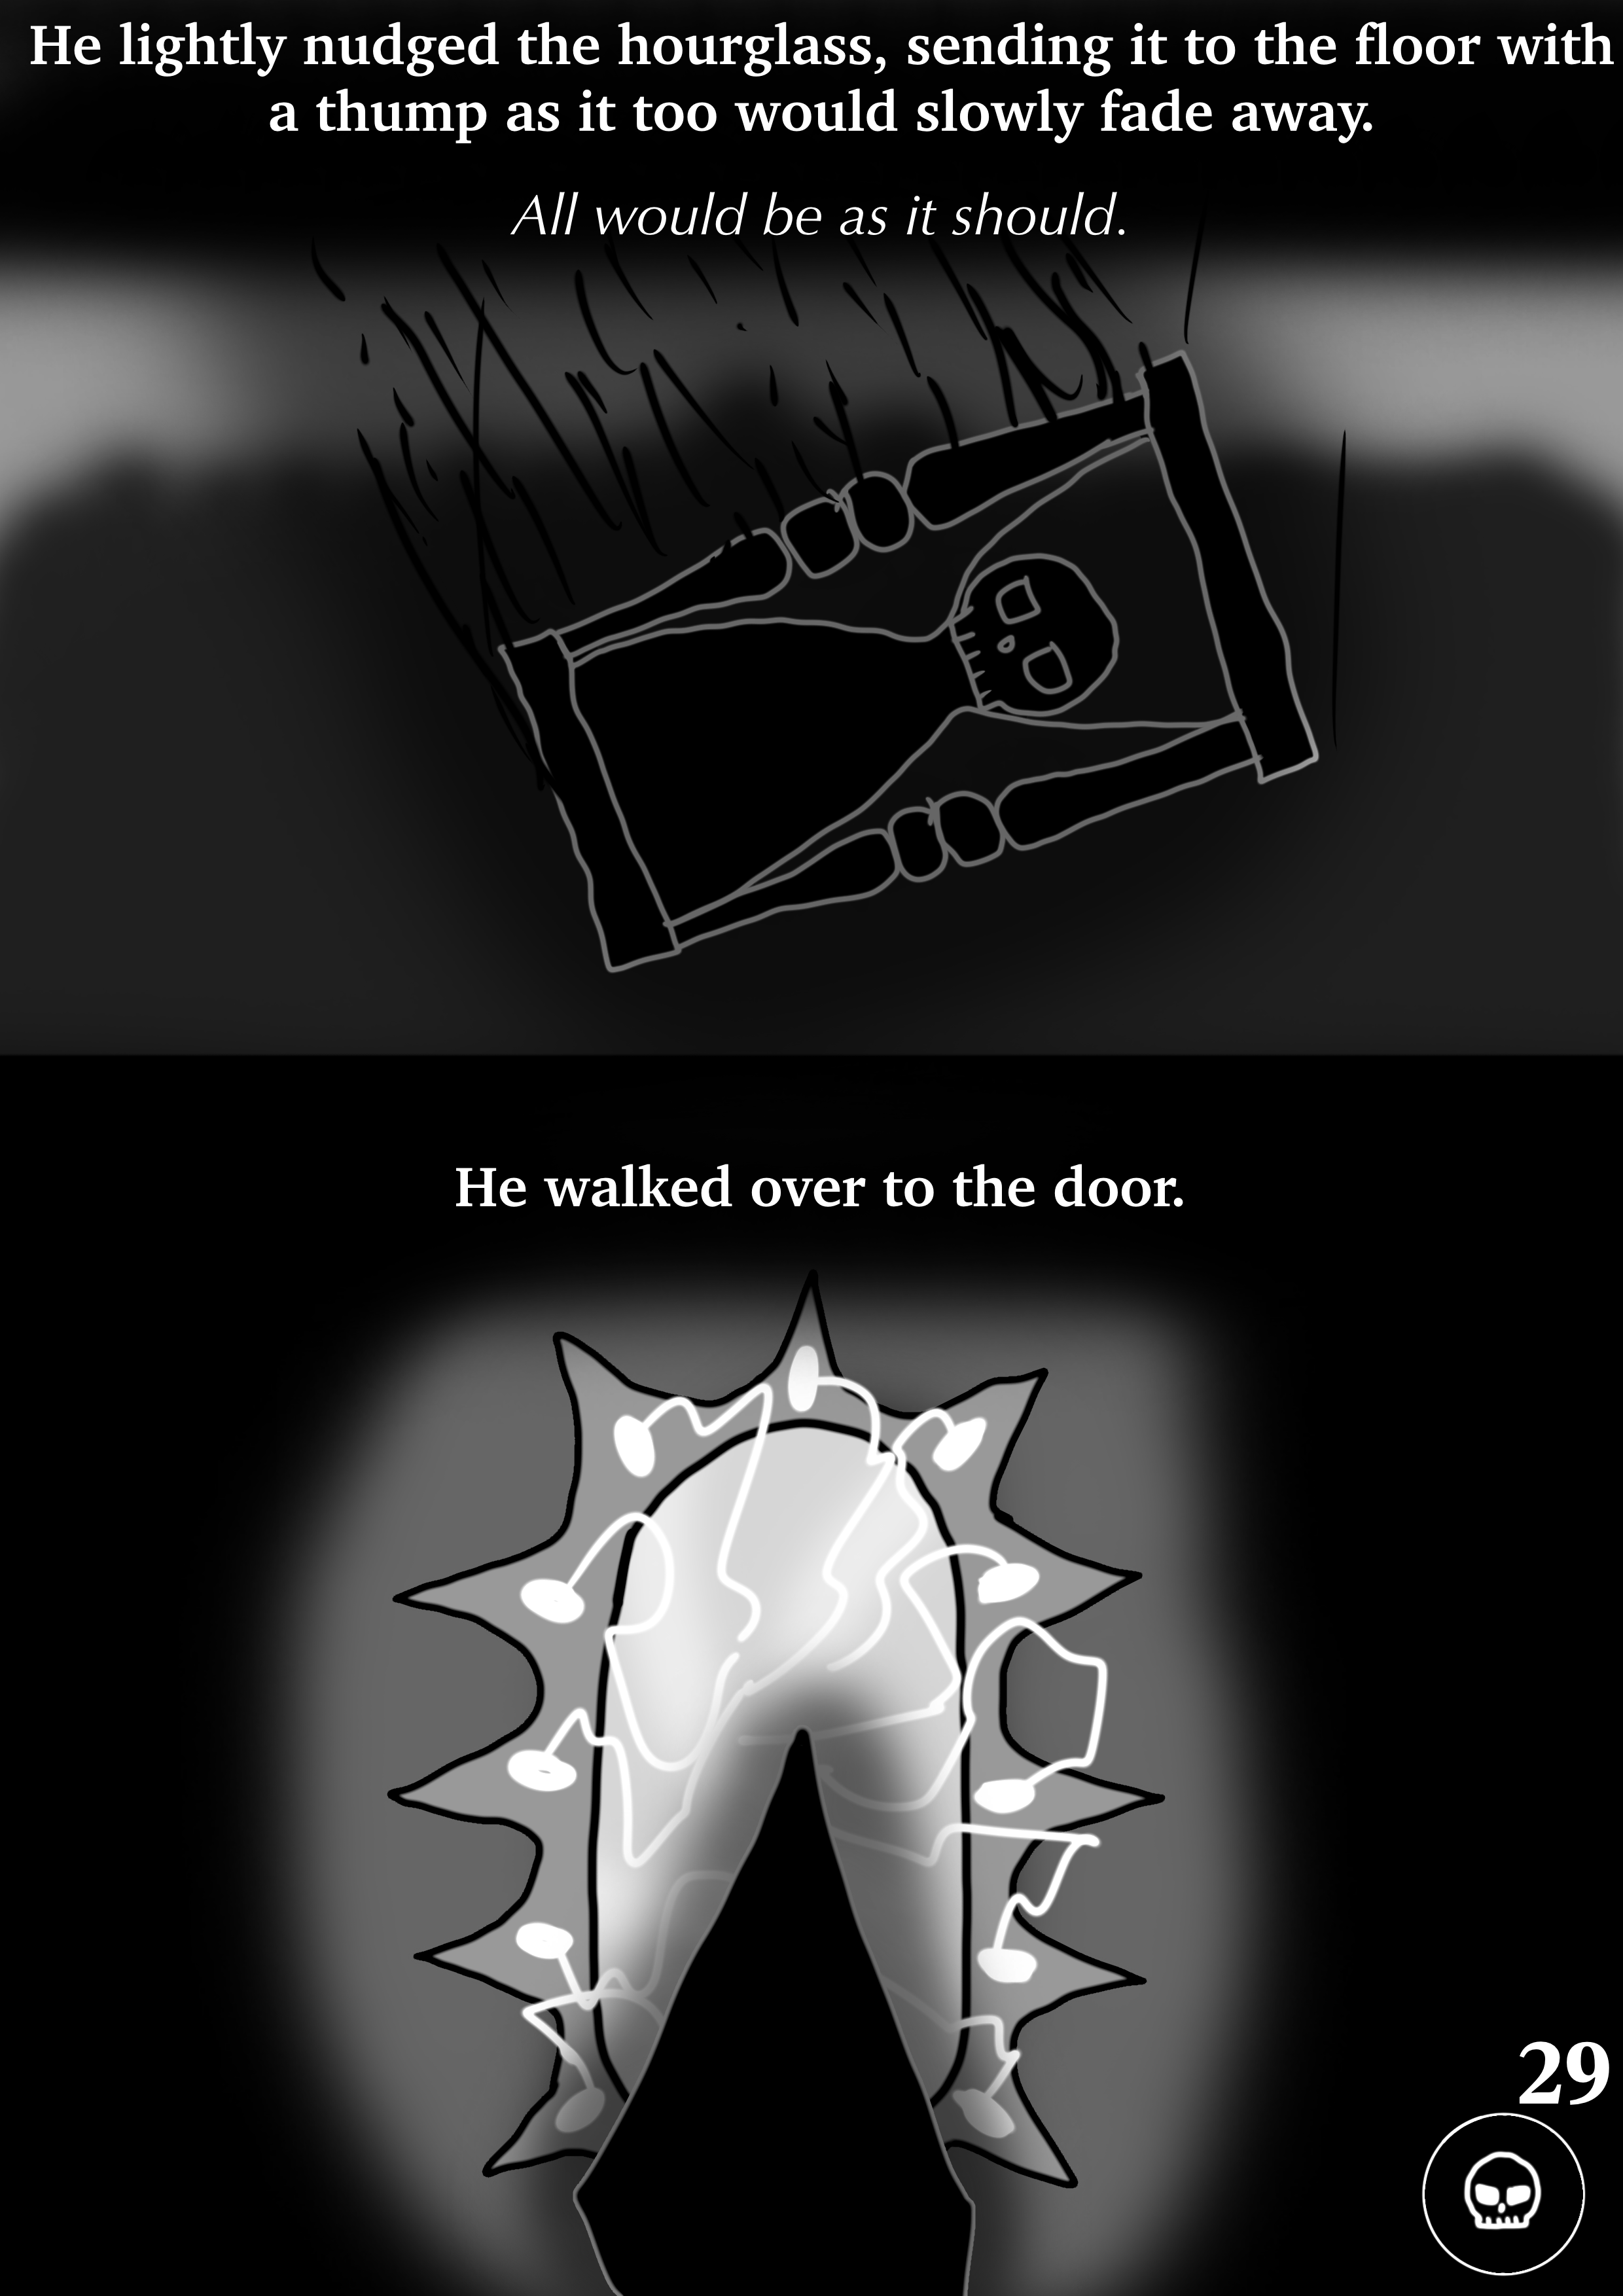 He lightly nudged the hourglass, sending it to the floor with
a thump as it too would slowly fade away.
All would be as it should.
He walked over to the door.
29